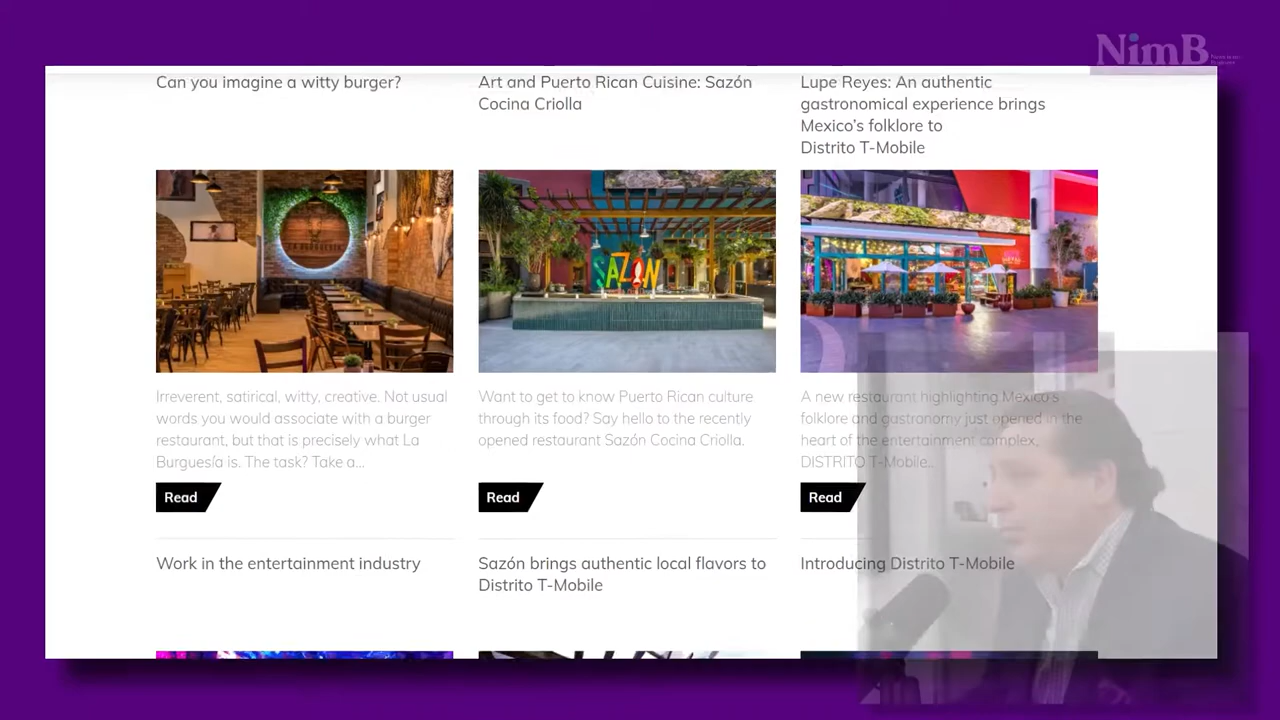 NimB
Can you imagine a witty burger?
Art and Puerto Rican Cuisine: Sazón
Cocina Criolla
Lupe Reyes: An authentic
gastronomical experience brings
Mexico’s folklore to
Distrito T-Mobile
SAZÓN
Irreverent, satirical, witty, creative. Not usual
words you would associate with a burger
restaurant, but that is precisely what La
Burguesía is. The task? Take a...
Want to get to know Puerto Rican culture
through its food? Say hello to the recently
opened restaurant Sazón Cocina Criolla.
A new restaurant highlighting Mexico’s
folklore and gastronomy just opened in the
heart of the entertainment complex,
DISTRITO T-Mobile..
Read
Read
Read
Work in the entertainment industry
Sazón brings authentic local flavors to
Distrito T-Mobile
Introducing Distrito T-Mobile